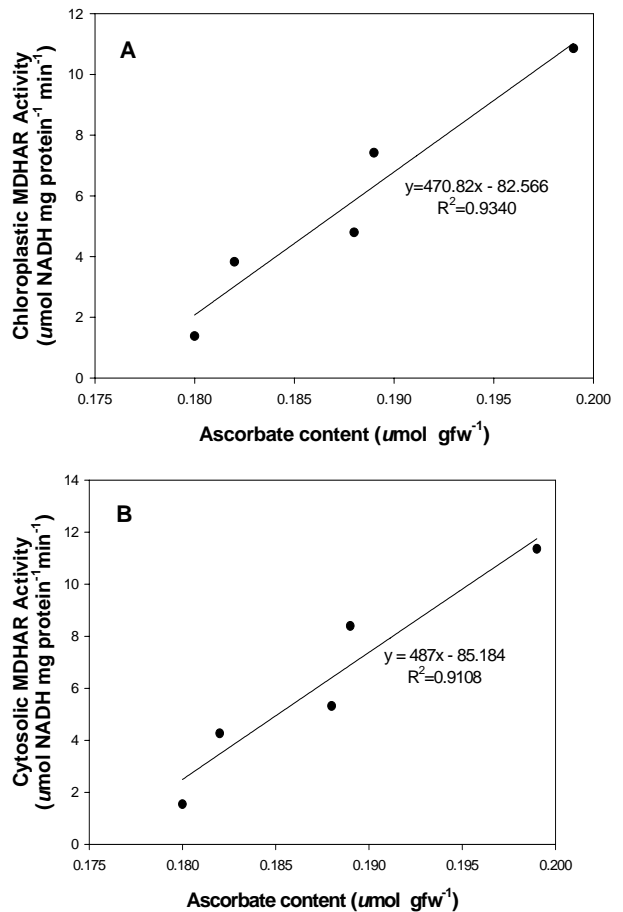 A
Chloroplastic MDHAR Activity
(umol NADH mg protein⁻¹ min⁻¹)
12
10
8
6
4
2
0
y=470.82x - 82.566
R²=0.9340
0.175
0.180
0.185
0.190
0.195
0.200
Ascorbate content (umol gfw⁻¹)
B
Cytosolic MDHAR Activity
(umol NADH mg protein⁻¹min⁻¹)
14
12
10
8
6
4
2
0
y = 487x - 85.184
R²=0.9108
0.175
0.180
0.185
0.190
0.195
0.200
Ascorbate content (umol gfw⁻¹)